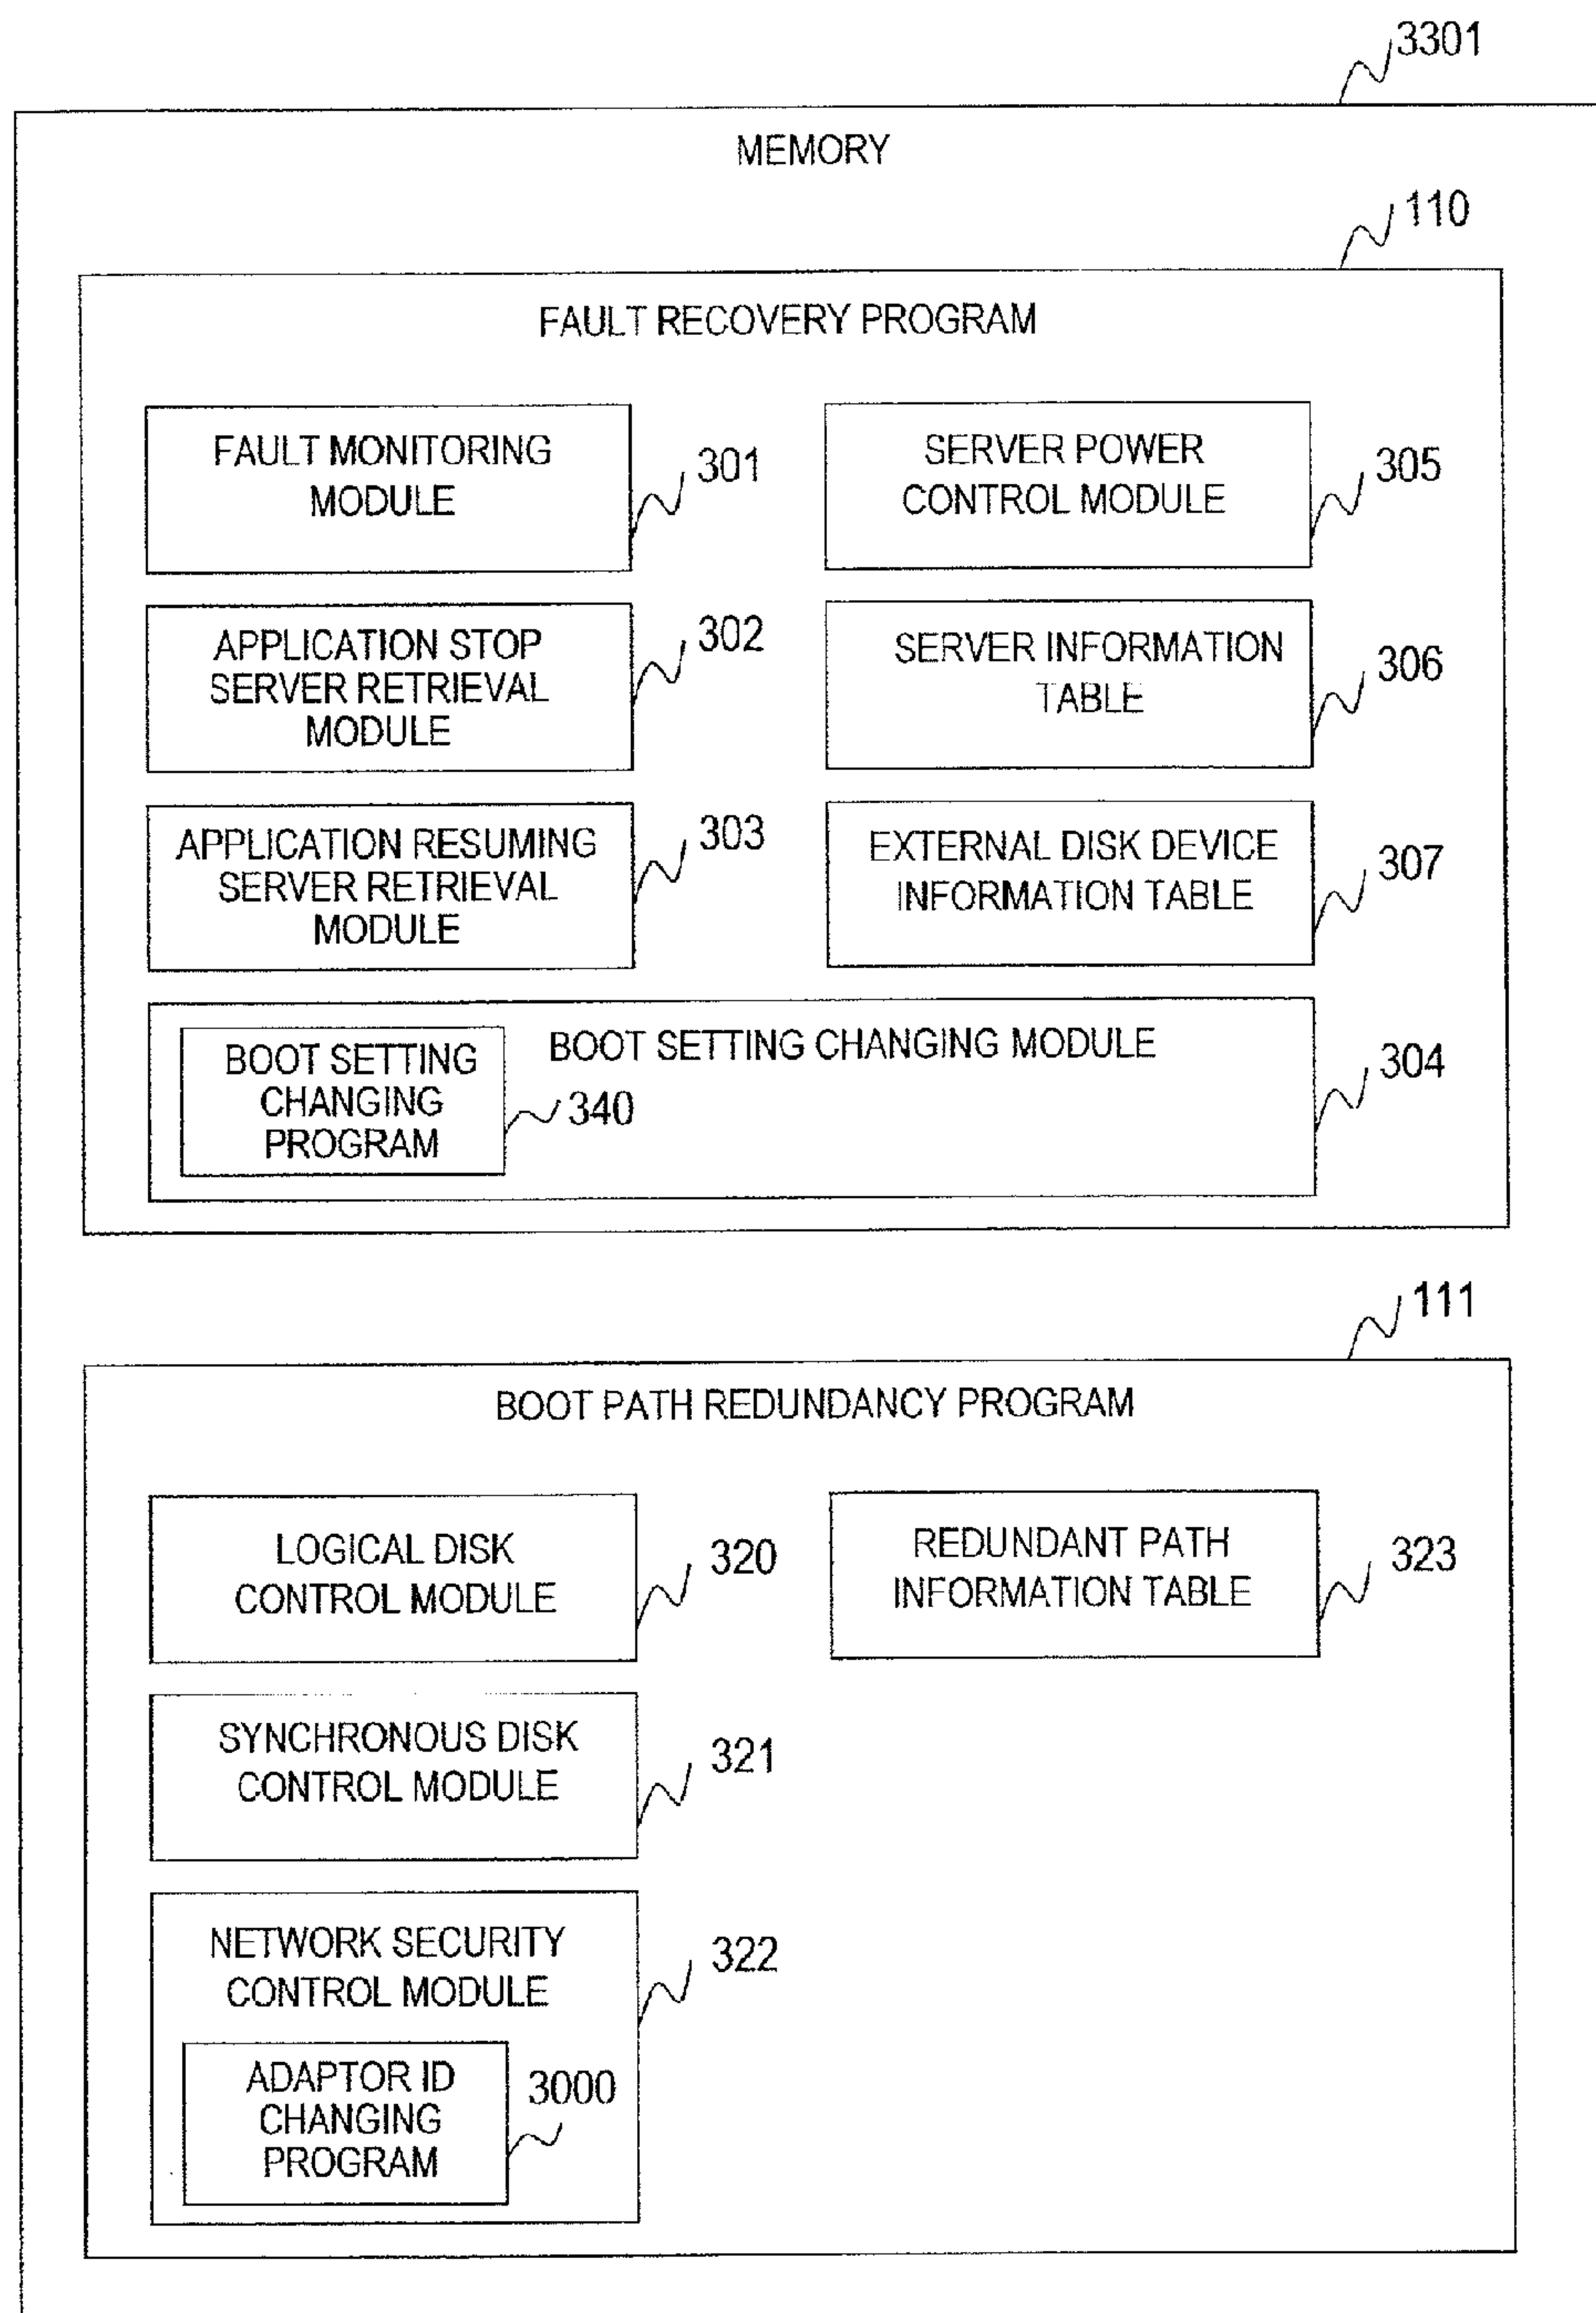 3301
MEMORY
110
FAULT RECOVERY PROGRAM
FAULT MONITORING
MODULE
301
SERVER POWER
CONTROL MODULE
305
APPLICATION STOP
SERVER RETRIEVAL
MODULE
302
SERVER INFORMATION
TABLE
306
APPLICATION RESUMING
SERVER RETRIEVAL
MODULE
303
EXTERNAL DISK DEVICE
INFORMATION TABLE
307
BOOT SETTING CHANGING MODULE
304
BOOT SETTING
CHANGING
PROGRAM
340
111
BOOT PATH REDUNDANCY PROGRAM
LOGICAL DISK
CONTROL MODULE
320
REDUNDANT PATH
INFORMATION TABLE
323
SYNCHRONOUS DISK
CONTROL MODULE
321
NETWORK SECURITY
CONTROL MODULE
322
ADAPTOR ID
CHANGING
PROGRAM
3000